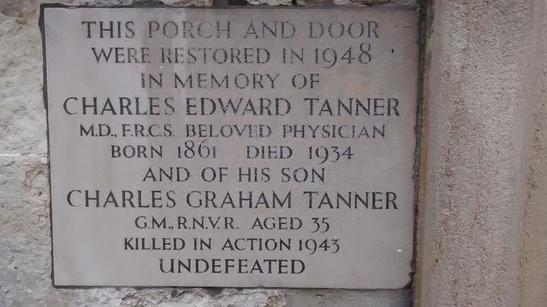 THIS PORCH AND DOOR
WERE RESTORED IN 1948
IN MEMORY OF
CHARLES EDWARD TANNER
M.D., F.R.C.S. BELOVED PHYSICIAN
BORN 1861 DIED 1934
AND OF HIS SON
CHARLES GRAHAM TANNER
G.M., R.N.V.R. AGED 35
KILLED IN ACTION 1943
UNDEFEATED